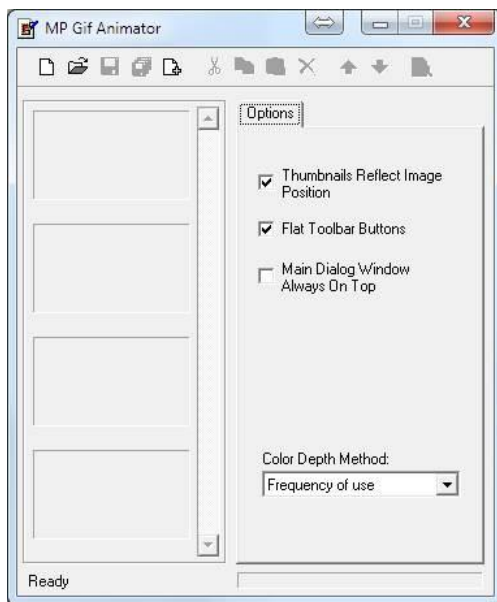 MP Gif Animator
Options
Thumbnails Reflect Image
Position
Flat Toolbar Buttons
Main Dialog Window
Always On Top
Color Depth Method:
Frequency of use
Ready